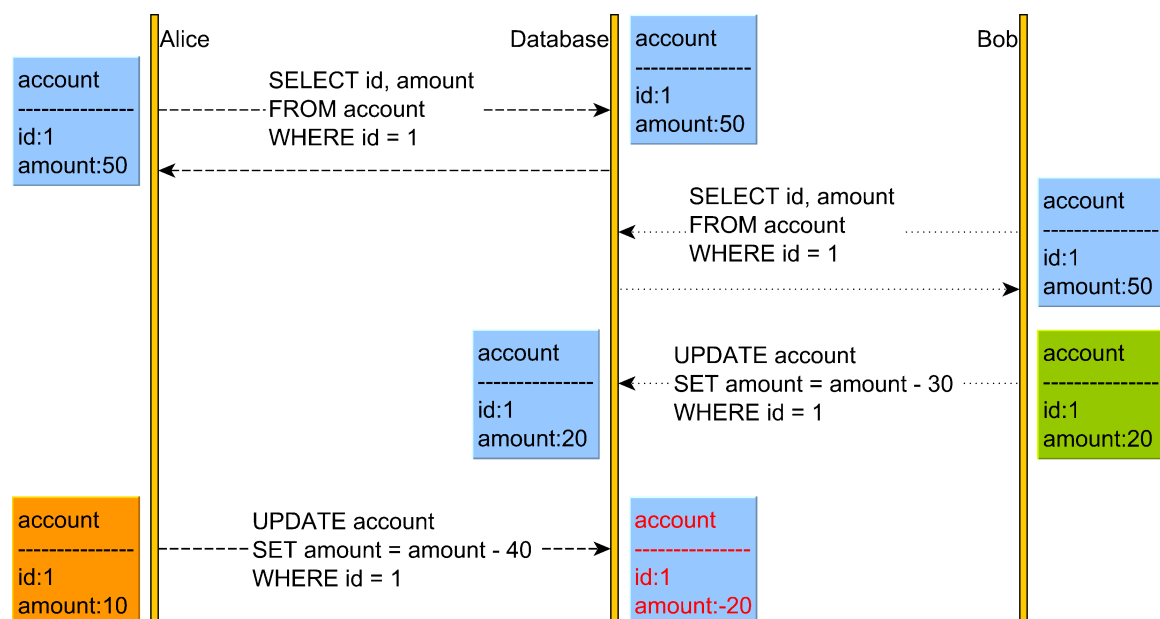 Alice
Database
Bob
account
---------------
id:1
amount:50
SELECT id, amount
FROM account
WHERE id = 1
account
---------------
id:1
amount:50
SELECT id, amount
FROM account
WHERE id = 1
account
---------------
id:1
amount:50
account
---------------
id:1
amount:20
UPDATE account
SET amount = amount - 30
WHERE id = 1
account
---------------
id:1
amount:20
account
---------------
id:1
amount:10
UPDATE account
SET amount = amount - 40
WHERE id = 1
account
---------------
id:1
amount:-20